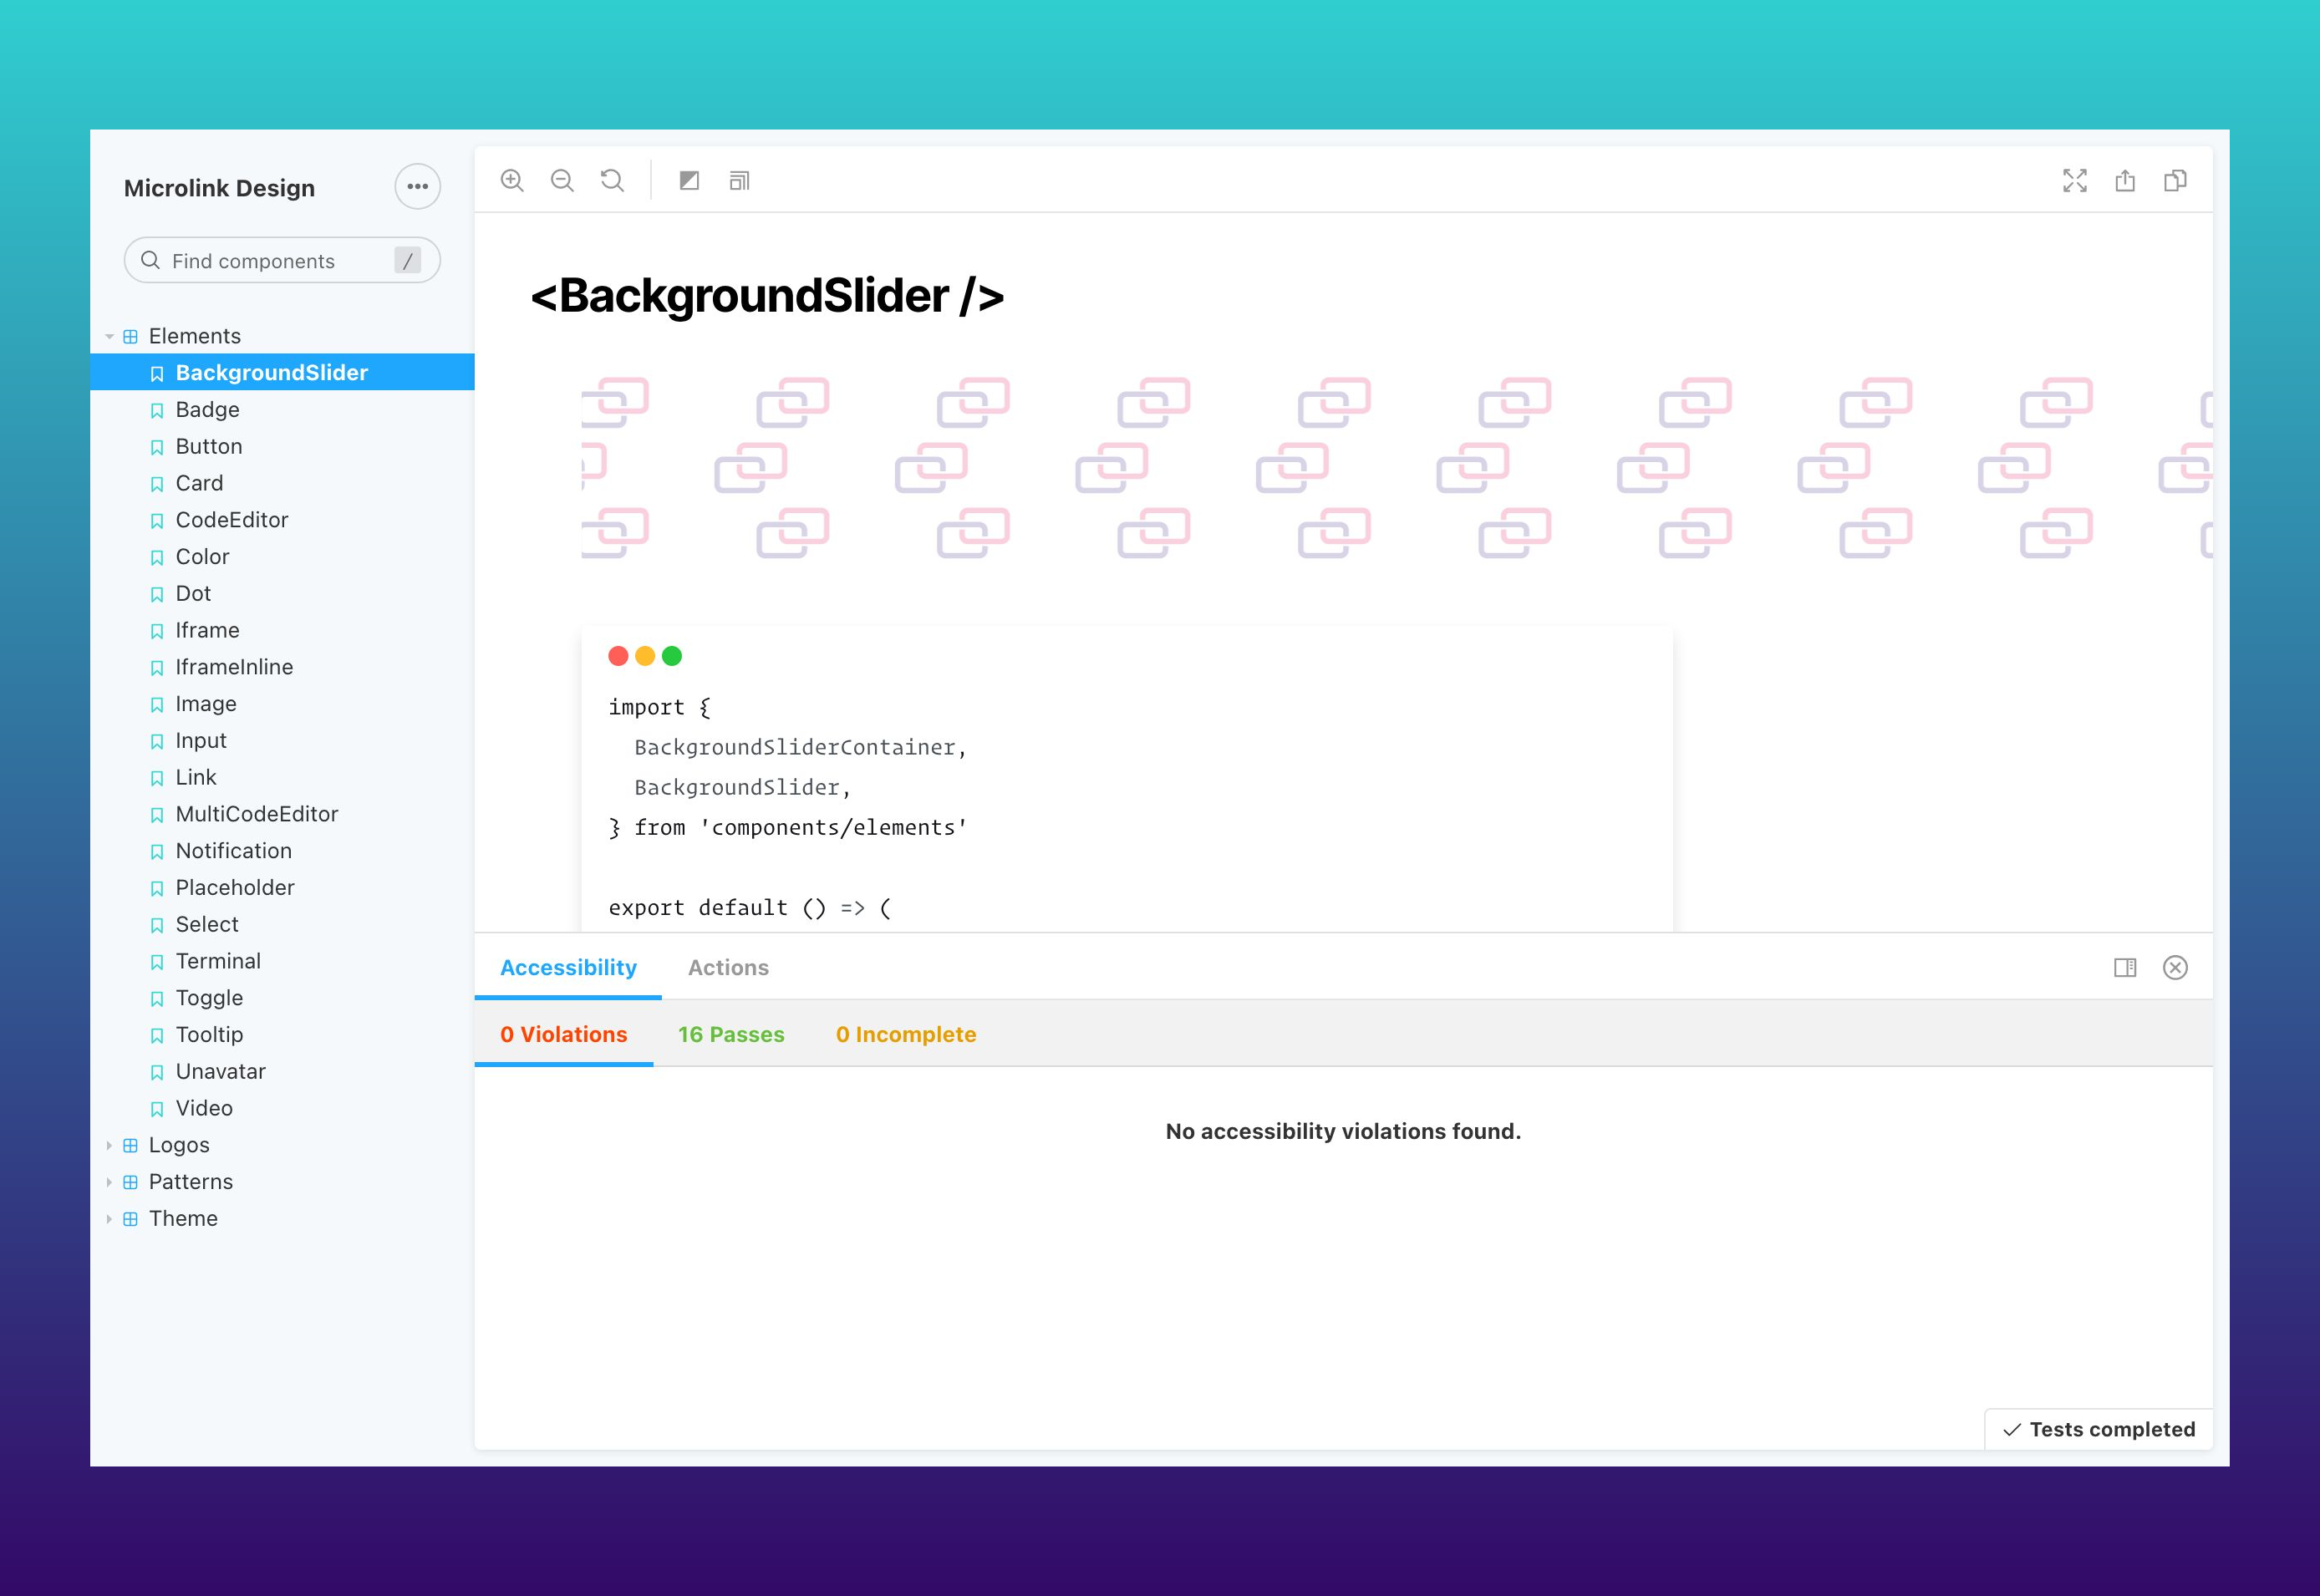 Microlink Design
Find components
/
Elements
BackgroundSlider
Badge
Button
Card
CodeEditor
Color
Dot
Iframe
IframeInline
Image
Input
Link
MultiCodeEditor
Notification
Placeholder
Select
Terminal
Toggle
Tooltip
Unavatar
Video
Logos
Patterns
Theme
<BackgroundSlider />
import {
  BackgroundSliderContainer,
  BackgroundSlider,
} from 'components/elements'
export default () => (
Accessibility Actions
0 Violations 16 Passes 0 Incomplete
No accessibility violations found.
Tests completed